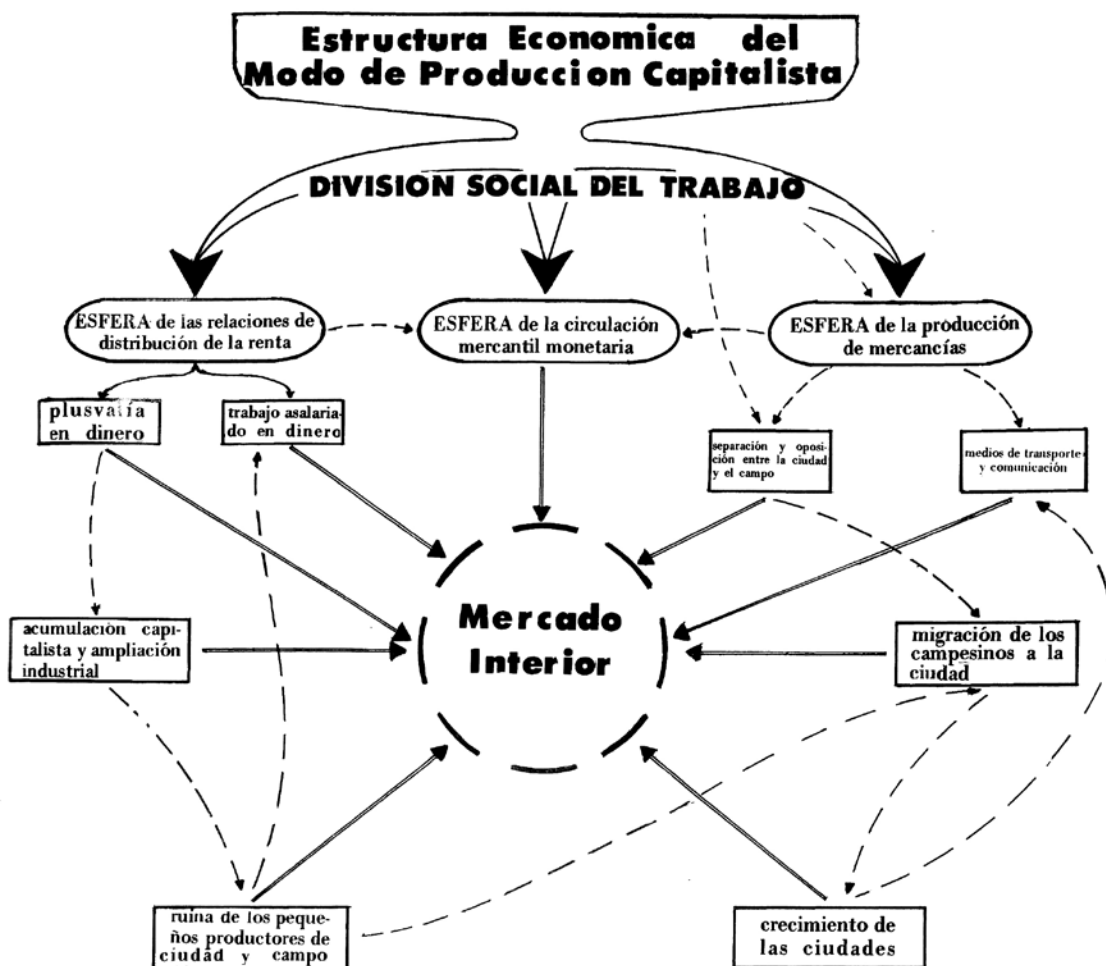 Estructura Economica del
Modo de Produccion Capitalista
DIVISION SOCIAL DEL TRABAJO
ESFERA de las relaciones de
distribución de la renta
ESFERA de la circulación
mercantil monetaria
ESFERA de la producción
de mercancías
plusvalía
en dinero
trabajo asalaria-
do en dinero
separación y oposi-
ción entre la ciudad
y el campo
medios de transporte
y comunicación
Mercado
Interior
acumulación capi-
talista y ampliación
industrial
migración de los
campesinos a la
ciudad
ruina de los peque-
ños productores de
ciudad y campo
crecimiento de
las ciudades